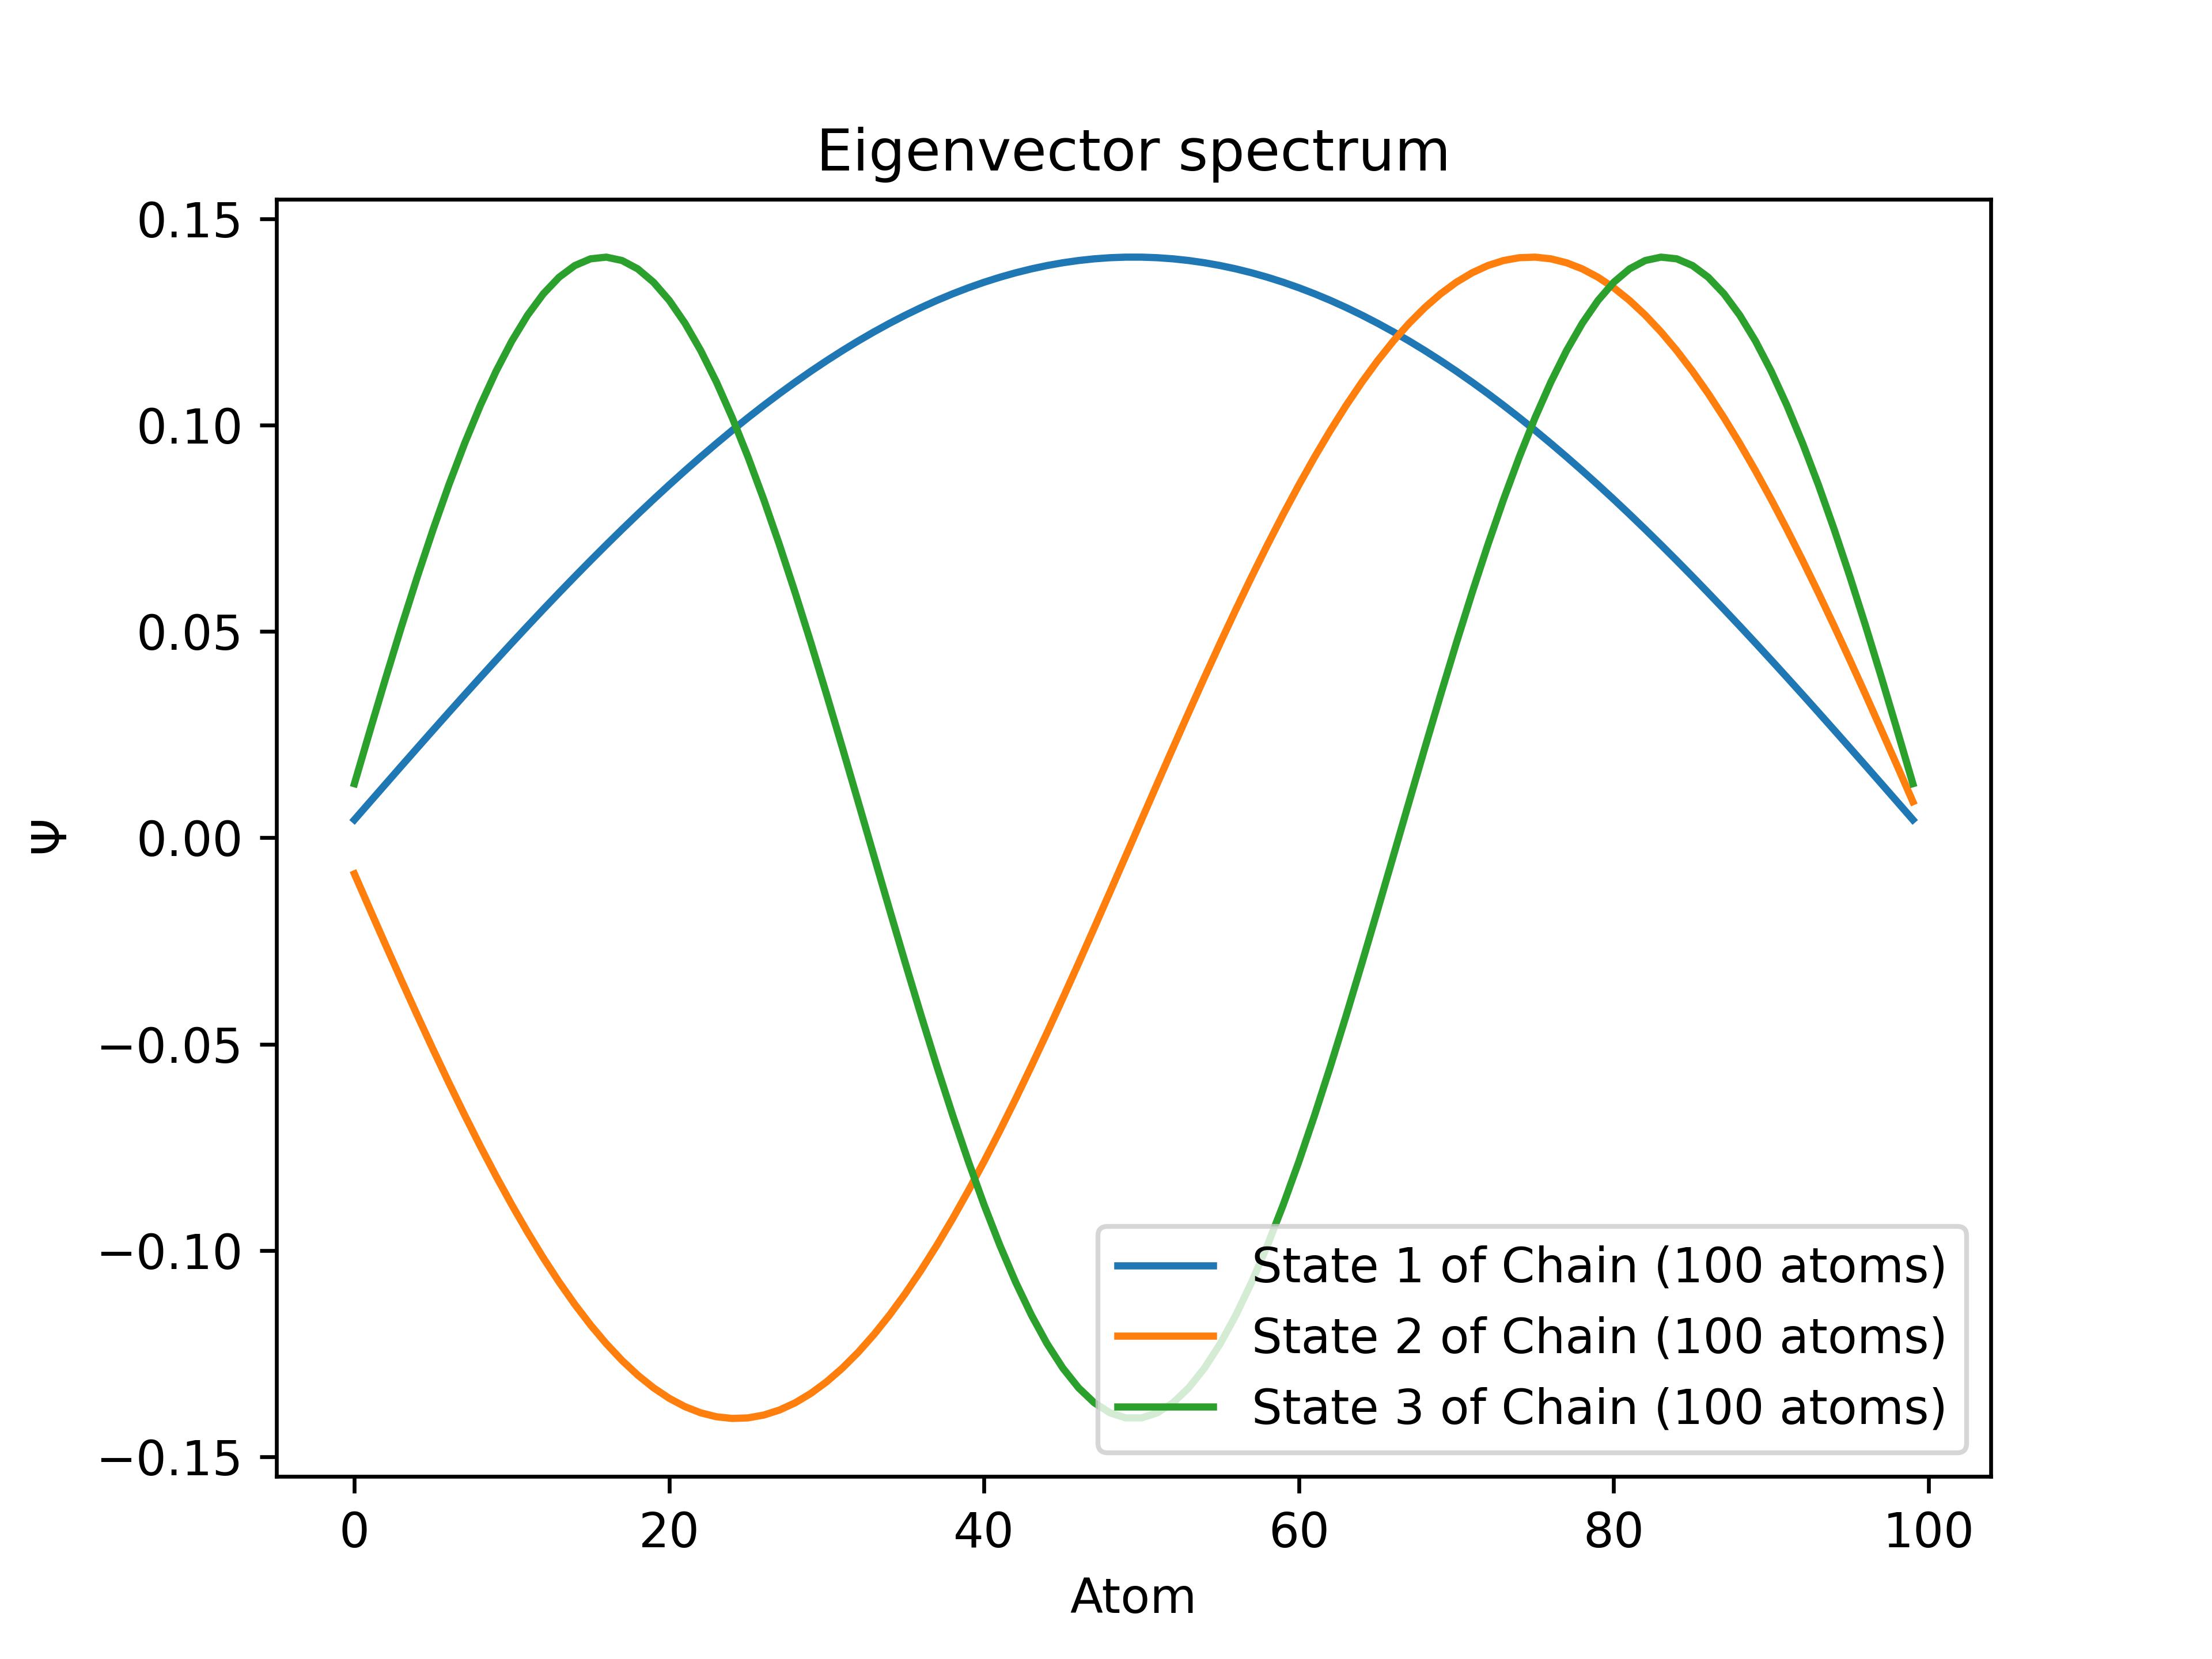 Eigenvector spectrum
0.15
0.10
0.05
0.00
−0.05
−0.10
−0.15
Ψ
State 1 of Chain (100 atoms)
State 2 of Chain (100 atoms)
State 3 of Chain (100 atoms)
0 20 40 60 80 100
Atom